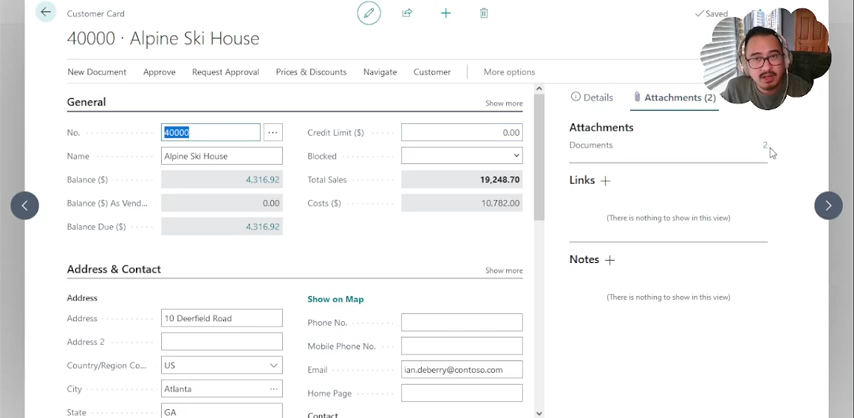 Customer Card
Saved
40000 · Alpine Ski House
New Document Approve Request Approval Prices & Discounts Navigate Customer More options
Details Attachments (2)
General Show more
No. 40000
Name Alpine Ski House
Balance ($) 4,316.92
Balance ($) As Vend... 0.00
Balance Due ($) 4,316.92
Credit Limit ($) 0.00
Blocked
Total Sales 19,248.70
Costs ($) 10,782.00
Address & Contact Show more
Address
Address 10 Deerfield Road
Address 2
Country/Region Co... US
City Atlanta
State GA
Show on Map
Phone No.
Mobile Phone No.
Email ian.deberry@contoso.com
Home Page
Contact
Attachments
Documents 2
Links
(There is nothing to show in this view)
Notes
(There is nothing to show in this view)